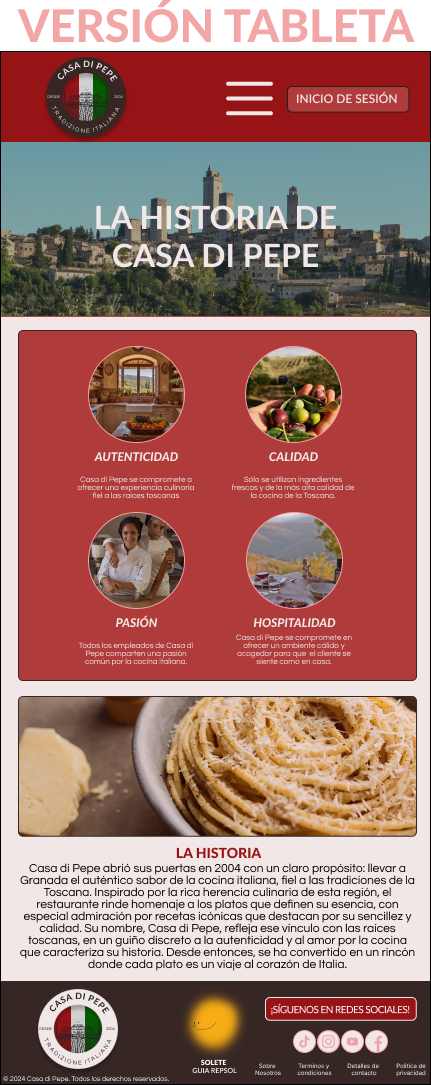 VERSIÓN TABLETA
CASA DI PEPE
DESDE
2004
TRADIZIONE ITALIANA
INICIO DE SESIÓN
LA HISTORIA DE
CASA DI PEPE
AUTENTICIDAD
Casa di Pepe se compromete a
ofrecer una experiencia culinaria
fiel a las raíces toscanas
CALIDAD
Sólo se utilizan ingredientes
frescos y de la más alta calidad de
la cocina de la Toscana.
PASIÓN
Todos los empleados de Casa di
Pepe comparten una pasión
común por la cocina italiana.
HOSPITALIDAD
Casa di Pepe se compromete en
ofrecer un ambiente cálido y
acogedor para que el cliente se
siente como en casa.
LA HISTORIA
Casa di Pepe abrió sus puertas en 2004 con un claro propósito: llevar a
Granada el auténtico sabor de la cocina italiana, fiel a las tradiciones de la
Toscana. Inspirado por la rica herencia culinaria de esta región, el
restaurante rinde homenaje a los platos que definen su esencia, con
especial admiración por recetas icónicas que destacan por su sencillez y
calidad. Su nombre, Casa di Pepe, refleja ese vínculo con las raíces
toscanas, en un guiño discreto a la autenticidad y al amor por la cocina
que caracteriza su historia. Desde entonces, se ha convertido en un rincón
donde cada plato es un viaje al corazón de Italia.
CASA DI PEPE
DESDE
2004
TRADIZIONE ITALIANA
SOLETE
GUIA REPSOL
¡SÍGUENOS EN REDES SOCIALES!
Sobre
Nosotros
Terminos y
condiciones
Detalles de
contacto
Política de
privacidad
© 2024 Casa di Pepe. Todos los derechos reservados.